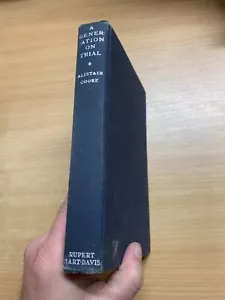 A
GENER-
ATION
ON
TRIAL
ALISTAIR
COOKE
RUPERT
HART-DAVIS